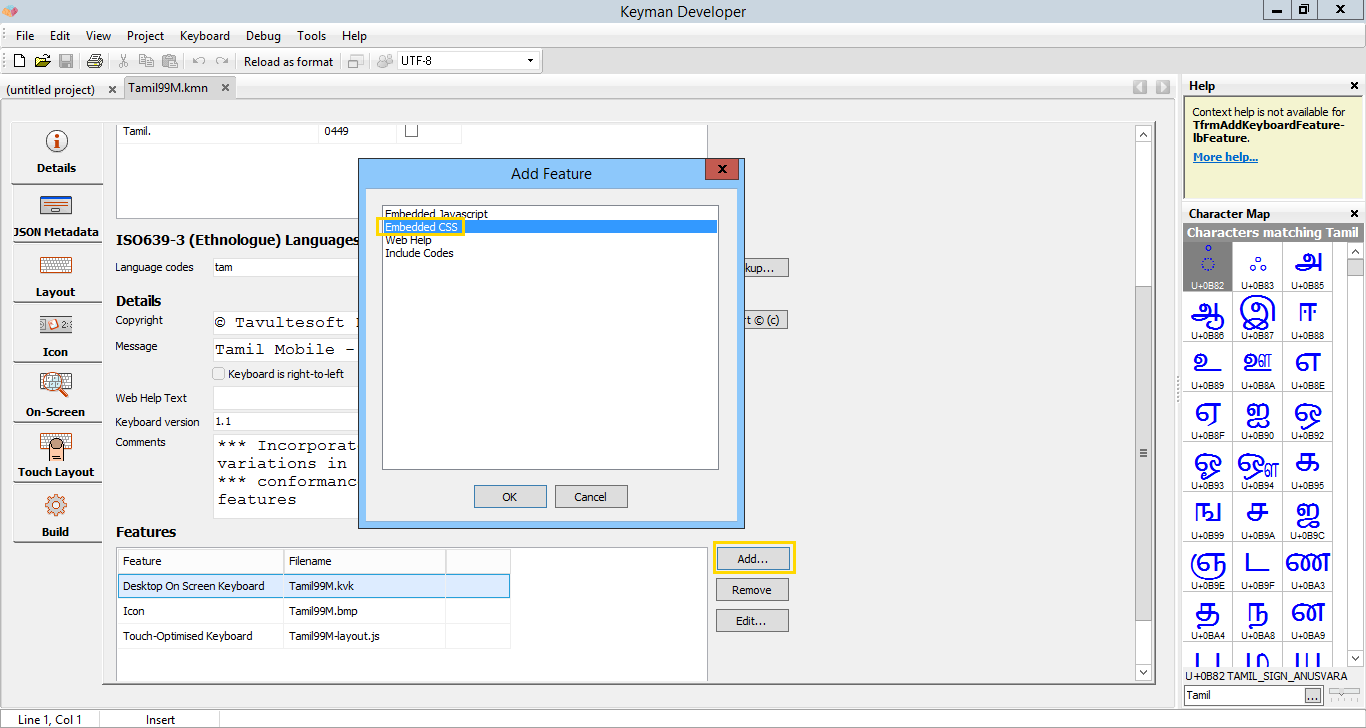 Keyman Developer
File Edit View Project Keyboard Debug Tools Help
Reload as format UTF-8
(untitled project) Tamil99M.kmn
Details
JSON Metadata
Layout
Icon
On-Screen
Touch Layout
Build
Tamil. 0449
ISO639-3 (Ethnologue) Languages
Language codes tam
kup...
Details
Copyright © Tavultesoft
t © (c)
Message Tamil Mobile -
Keyboard is right-to-left
Web Help Text
Keyboard version 1.1
Comments *** Incorporat
variations in
*** conformanc
features
Features
Feature Filename
Desktop On Screen Keyboard Tamil99M.kvk
Icon Tamil99M.bmp
Touch-Optimised Keyboard Tamil99M-layout.js
Add...
Remove
Edit...
Add Feature
Embedded Javascript
Embedded CSS
Web Help
Include Codes
OK Cancel
Help
Context help is not available for
TfrmAddKeyboardFeature-
lbFeature.
More help...
Character Map
Characters matching Tamil
ஂ ஃ அ
U+0B82 U+0B83 U+0B85
ஆ இ ஈ
U+0B86 U+0B87 U+0B88
உ ஊ எ
U+0B89 U+0B8A U+0B8E
ஏ ஐ ஒ
U+0B8F U+0B90 U+0B92
ஓ ஔ க
U+0B93 U+0B94 U+0B95
ங ச ஜ
U+0B99 U+0B9A U+0B9C
ஞ ட ண
U+0B9E U+0B9F U+0BA3
த ந ன
U+0BA4 U+0BA8 U+0BA9
U+0B82 TAMIL_SIGN_ANUSVARA
Tamil ...
Line 1, Col 1 Insert